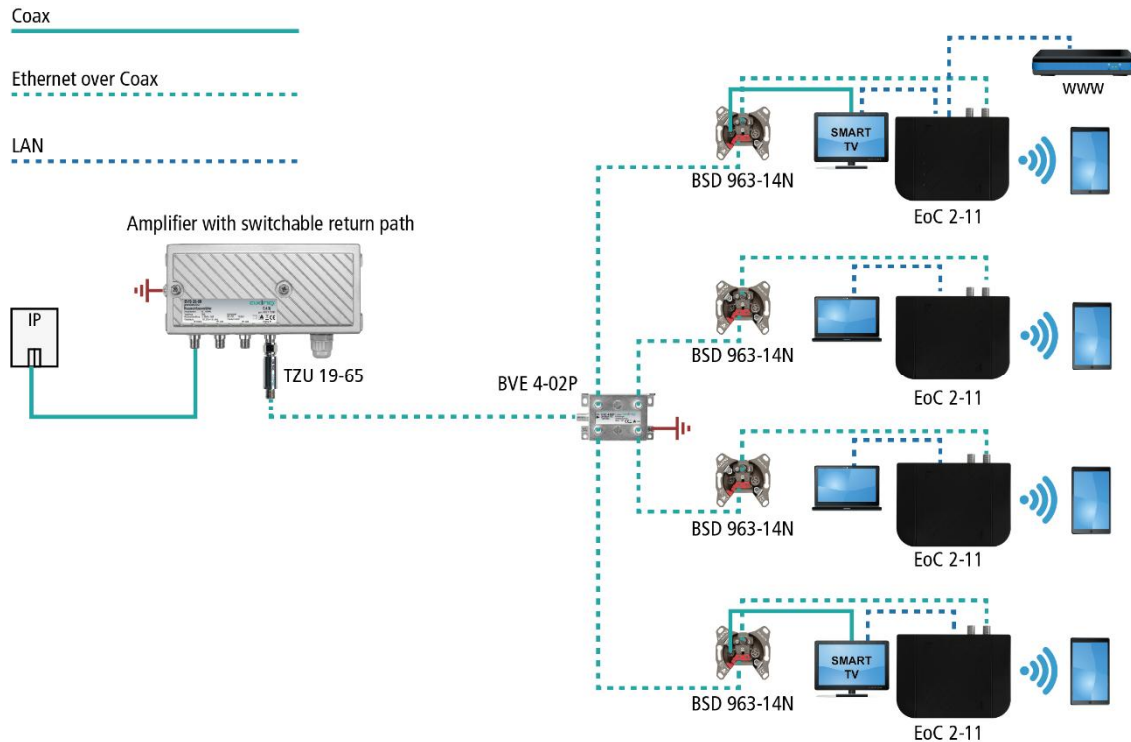 Coax
Ethernet over Coax
LAN
WWW
SMART
TV
BSD 963-14N
EoC 2-11
Amplifier with switchable return path
IP
TZU 19-65
BVE 4-02P
BSD 963-14N
EoC 2-11
BSD 963-14N
EoC 2-11
SMART
TV
BSD 963-14N
EoC 2-11